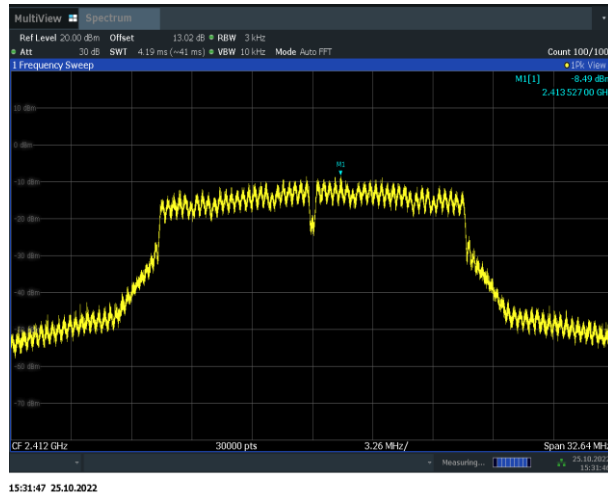 MultiView Spectrum
Ref Level 20.00 dBm Offset 13.02 dB RBW 3 kHz
Att 30 dB SWT 4.19 ms (~41 ms) VBW 10 kHz Mode Auto FFT Count 100/100
1 Frequency Sweep 1Pk View
M1[1] -8.49 dBm
2.41352700 GHz
10 dBm
0 dBm
M1
-10 dBm
-20 dBm
-30 dBm
-40 dBm
-60 dBm
-70 dBm
CF 2.412 GHz 30000 pts 3.26 MHz/ Span 32.64 MHz
Measuring... 25.10.2022
15:31:46
15:31:47 25.10.2022